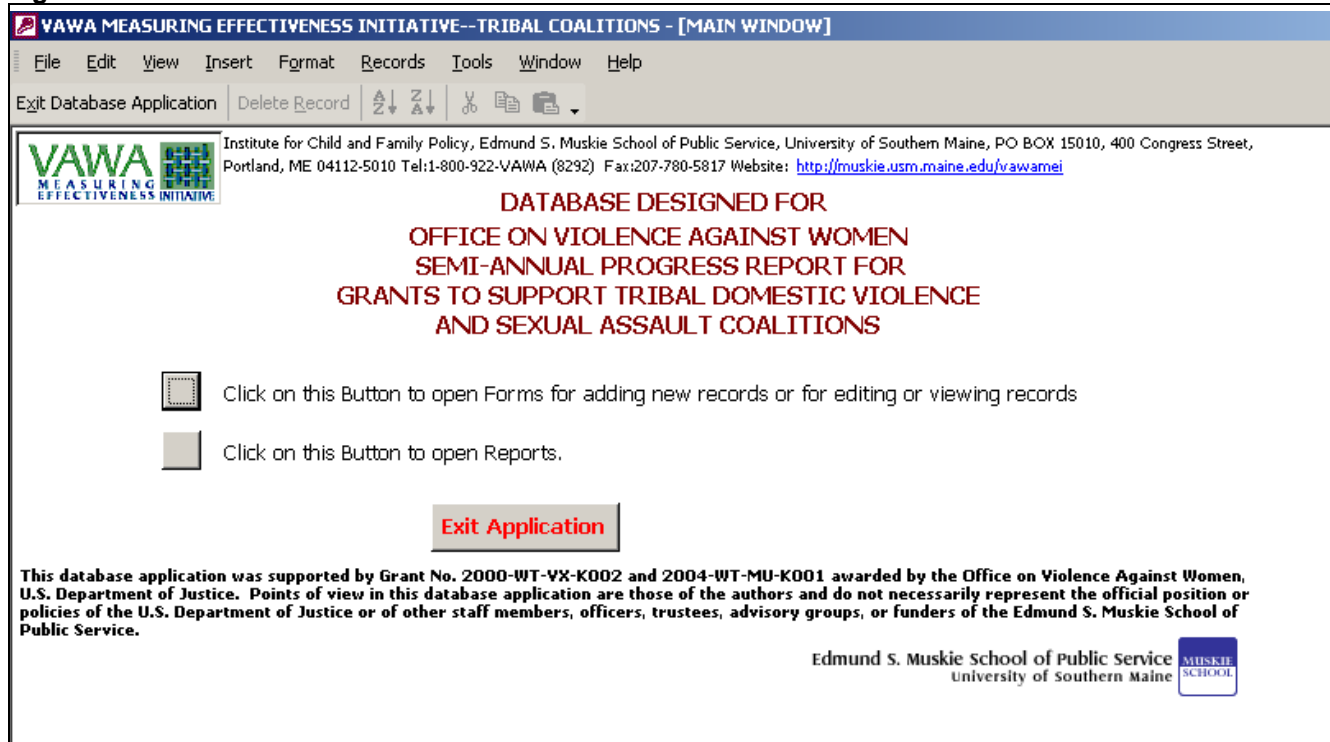 VAWA MEASURING EFFECTIVENESS INITIATIVE--TRIBAL COALITIONS - [MAIN WINDOW]
File Edit View Insert Format Records Tools Window Help
Exit Database Application Delete Record
VAWA
MEASURING
EFFECTIVENESS INITIATIVE
Institute for Child and Family Policy, Edmund S. Muskie School of Public Service, University of Southern Maine, PO BOX 15010, 400 Congress Street,
Portland, ME 04112-5010 Tel:1-800-922-VAWA (8292) Fax:207-780-5817 Website: http://muskie.usm.maine.edu/vawamei
DATABASE DESIGNED FOR
OFFICE ON VIOLENCE AGAINST WOMEN
SEMI-ANNUAL PROGRESS REPORT FOR
GRANTS TO SUPPORT TRIBAL DOMESTIC VIOLENCE
AND SEXUAL ASSAULT COALITIONS
Click on this Button to open Forms for adding new records or for editing or viewing records
Click on this Button to open Reports.
Exit Application
This database application was supported by Grant No. 2000-WT-VX-K002 and 2004-WT-MU-K001 awarded by the Office on Violence Against Women,
U.S. Department of Justice. Points of view in this database application are those of the authors and do not necessarily represent the official position or
policies of the U.S. Department of Justice or of other staff members, officers, trustees, advisory groups, or funders of the Edmund S. Muskie School of
Public Service.
Edmund S. Muskie School of Public Service
University of Southern Maine
MUSKIE
SCHOOL